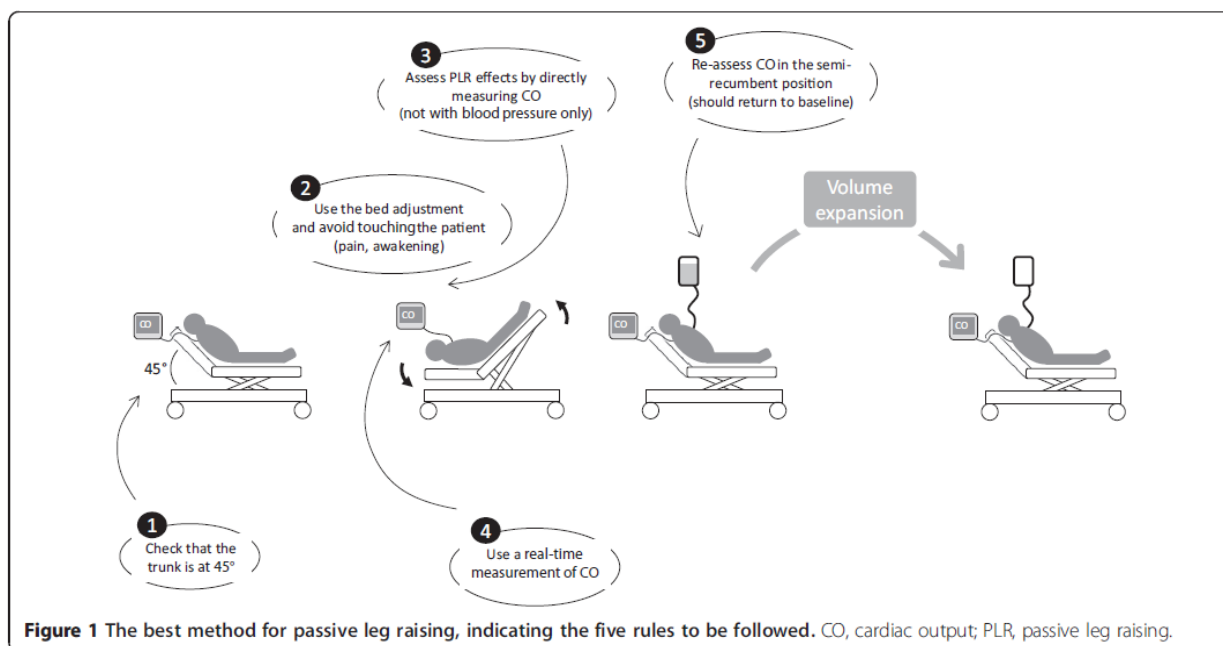 3
Assess PLR effects by directly
measuring CO
(not with blood pressure only)
5
Re-assess CO in the semi-
recumbent position
(should return to baseline)
2
Use the bed adjustment
and avoid touching the patient
(pain, awakening)
Volume
expansion
CO
45°
CO
CO
CO
1
Check that the
trunk is at 45°
4
Use a real-time
measurement of CO
Figure 1 The best method for passive leg raising, indicating the five rules to be followed. CO, cardiac output; PLR, passive leg raising.